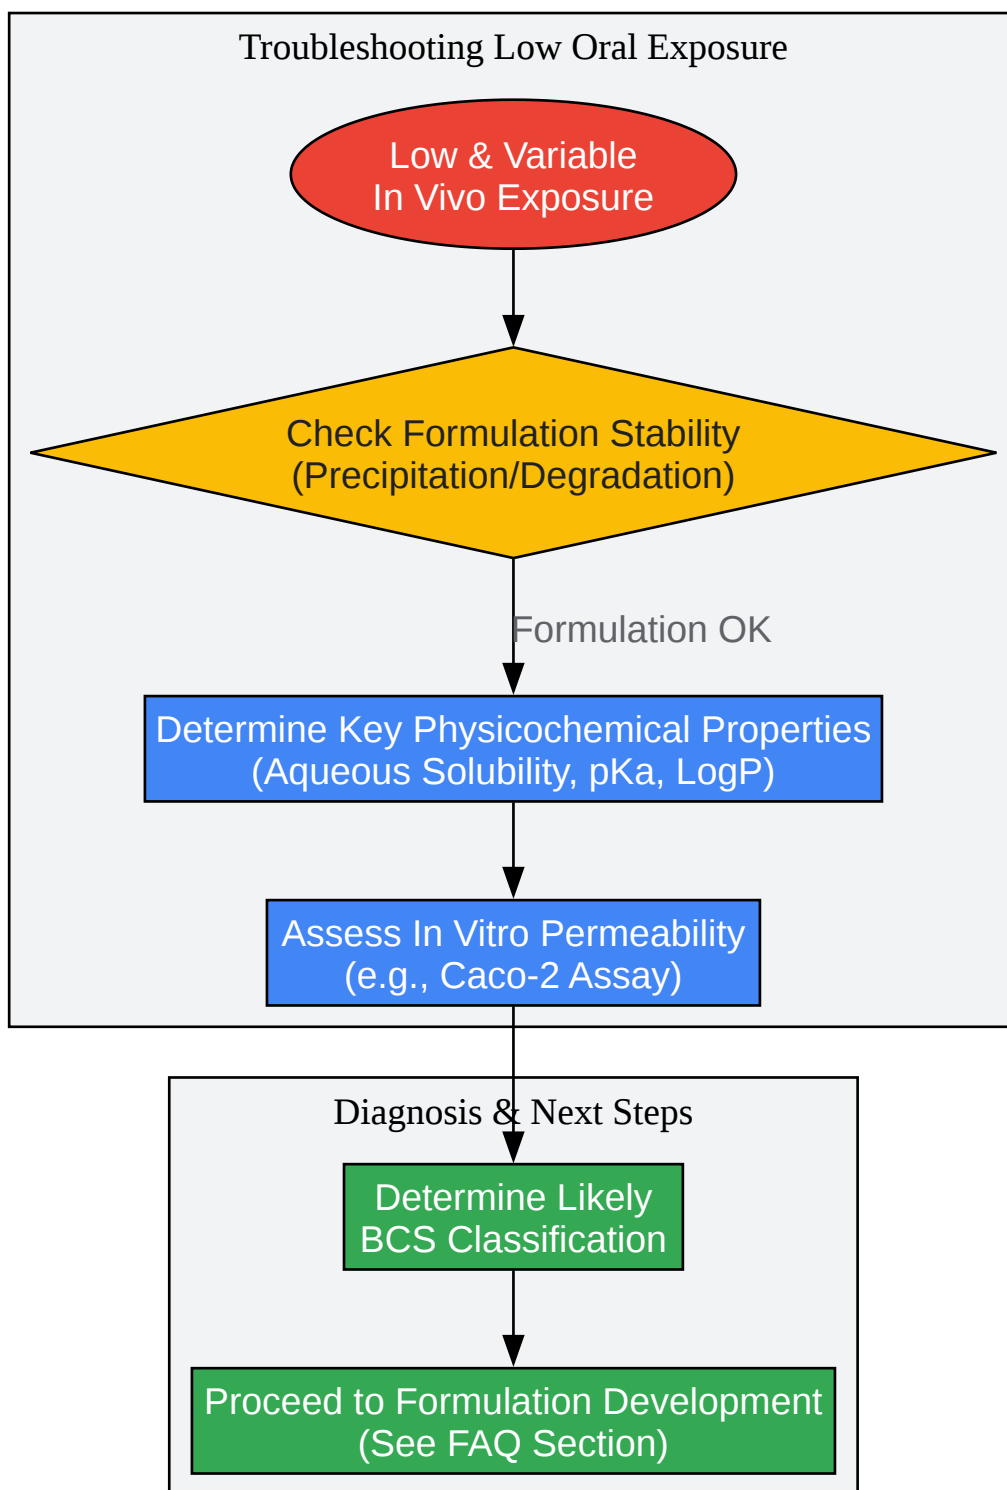 Troubleshooting Low Oral Exposure
Low & Variable
In Vivo Exposure
Check Formulation Stability
(Precipitation/Degradation)
Formulation OK
Determine Key Physicochemical Properties
(Aqueous Solubility, pKa, LogP)
Assess In Vitro Permeability
(e.g., Caco-2 Assay)
Diagnosis & Next Steps
Determine Likely
BCS Classification
Proceed to Formulation Development
(See FAQ Section)